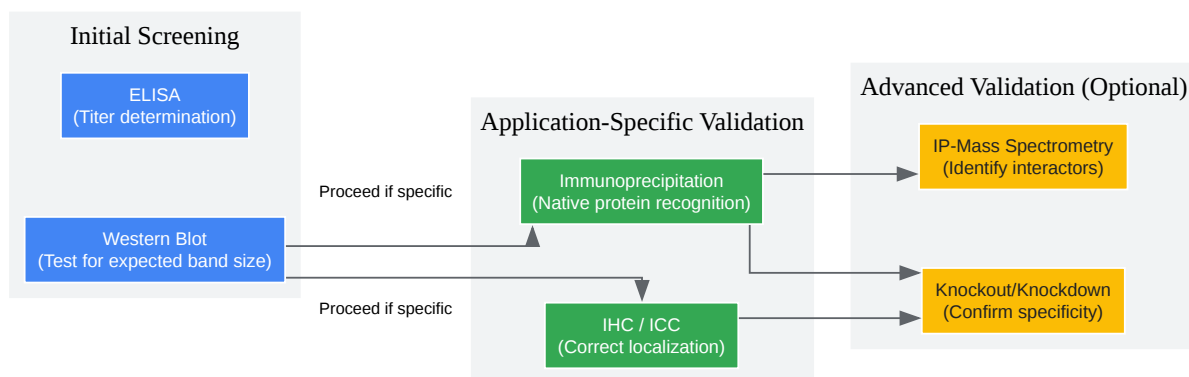 Initial Screening
ELISA
(Titer determination)
Western Blot
(Test for expected band size)
Proceed if specific
Proceed if specific
Application-Specific Validation
Immunoprecipitation
(Native protein recognition)
IHC / ICC
(Correct localization)
Advanced Validation (Optional)
IP-Mass Spectrometry
(Identify interactors)
Knockout/Knockdown
(Confirm specificity)